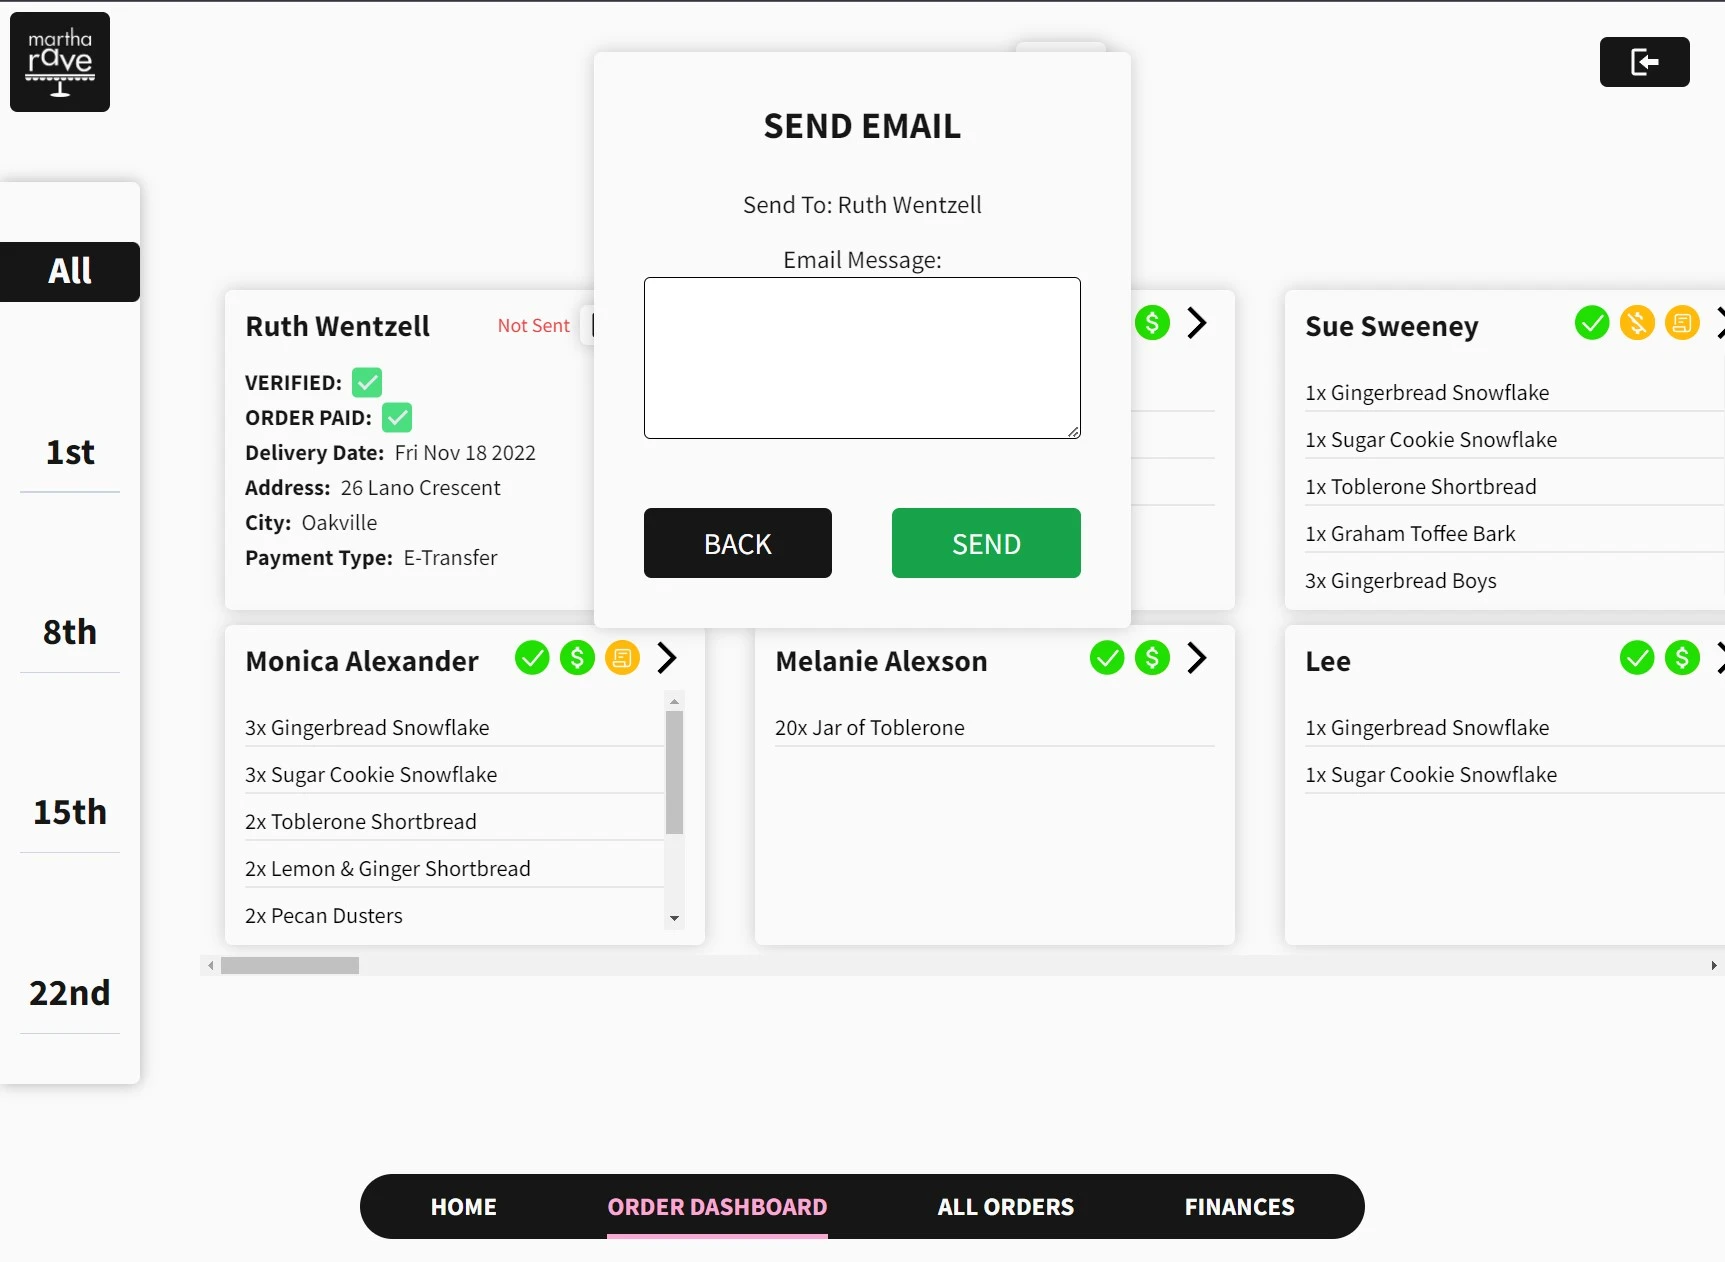 martha
rave
SEND EMAIL
Send To: Ruth Wentzell
Email Message:
BACK
SEND
All
1st
8th
15th
22nd
Ruth Wentzell
Not Sent
VERIFIED:
ORDER PAID:
Delivery Date: Fri Nov 18 2022
Address: 26 Lano Crescent
City: Oakville
Payment Type: E-Transfer
$
Sue Sweeney
$
1x Gingerbread Snowflake
1x Sugar Cookie Snowflake
1x Toblerone Shortbread
1x Graham Toffee Bark
3x Gingerbread Boys
Monica Alexander
$
3x Gingerbread Snowflake
3x Sugar Cookie Snowflake
2x Toblerone Shortbread
2x Lemon & Ginger Shortbread
2x Pecan Dusters
Melanie Alexson
$
20x Jar of Toblerone
Lee
$
1x Gingerbread Snowflake
1x Sugar Cookie Snowflake
HOME
ORDER DASHBOARD
ALL ORDERS
FINANCES